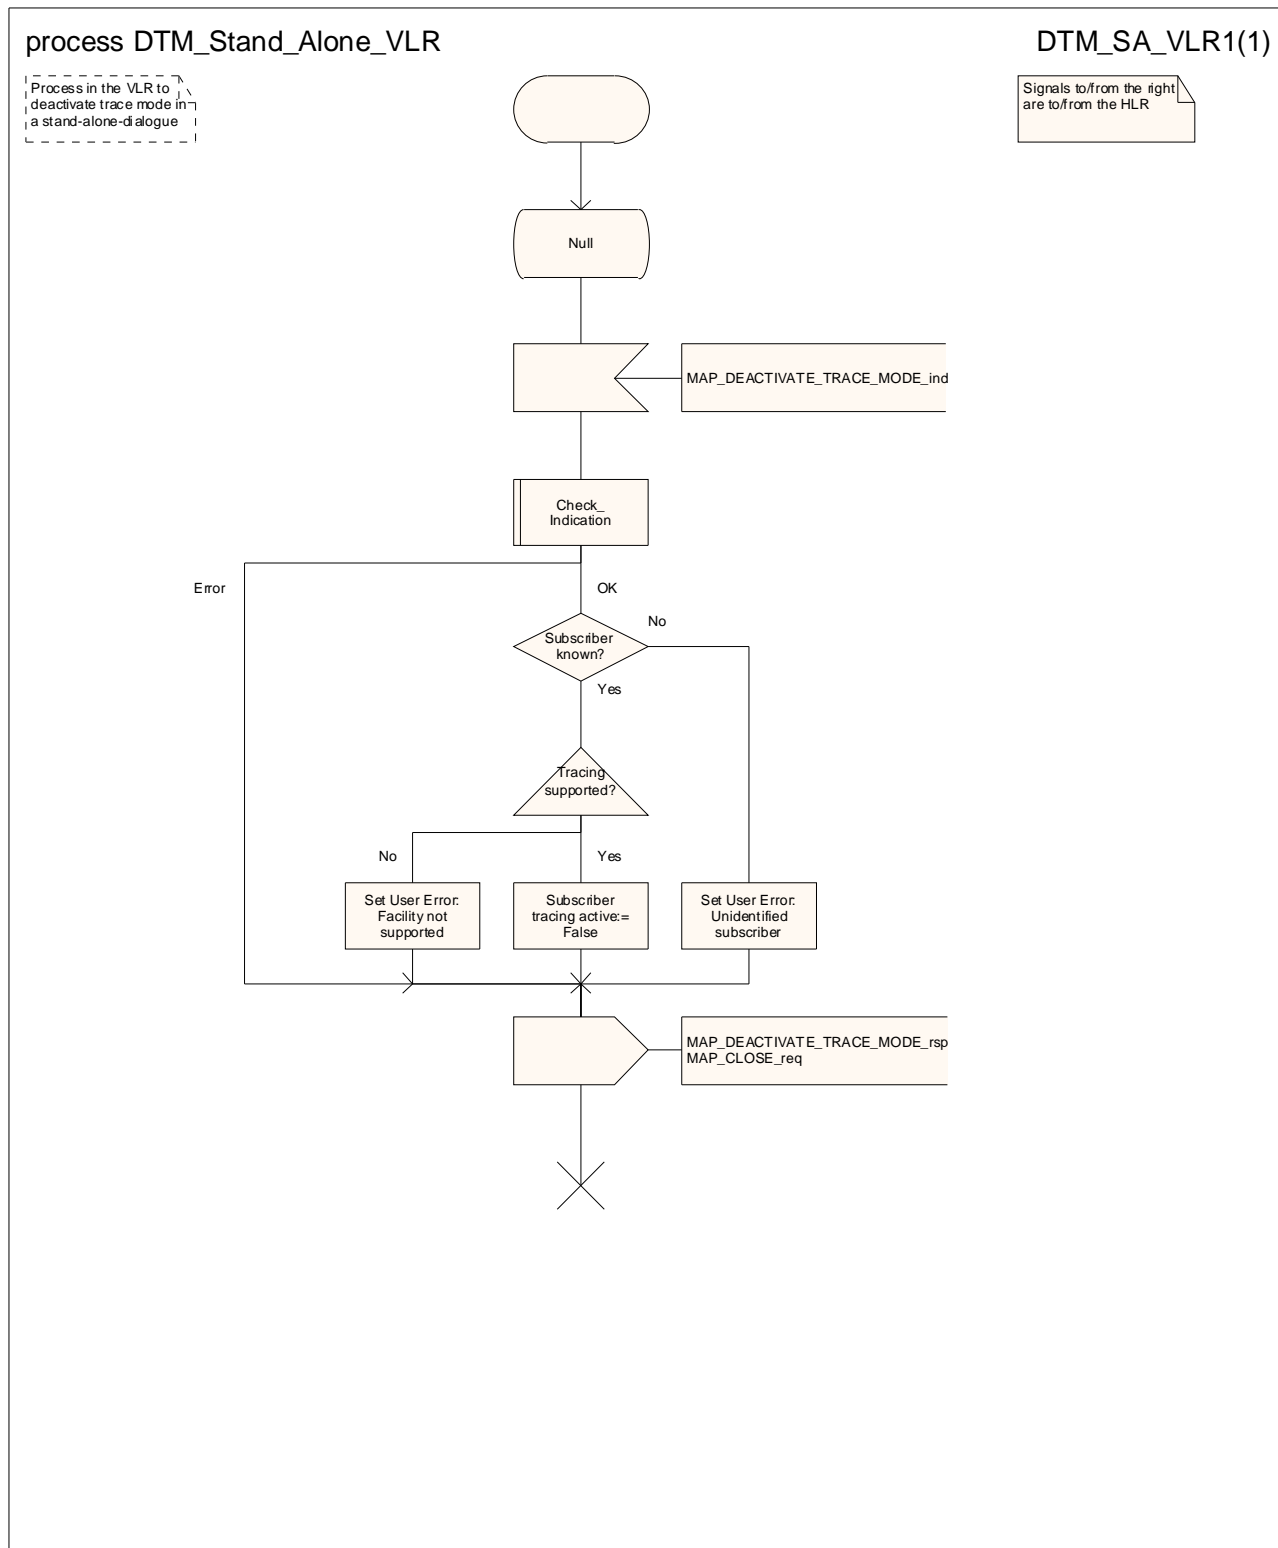 process DTM_Stand_Alone_VLR
DTM_SA_VLR1(1)
Process in the VLR to
deactivate trace mode in
a stand-alone-dialogue
Signals to/from the right
are to/from the HLR
Null
MAP_DEACTIVATE_TRACE_MODE_ind
Check_
Indication
Error
OK
No
Subscriber
known?
Yes
Tracing
supported?
No
Yes
Set User Error:
Facility not
supported
Subscriber
tracing active:=
False
Set User Error:
Unidentified
subscriber
MAP_DEACTIVATE_TRACE_MODE_rsp
MAP_CLOSE_req